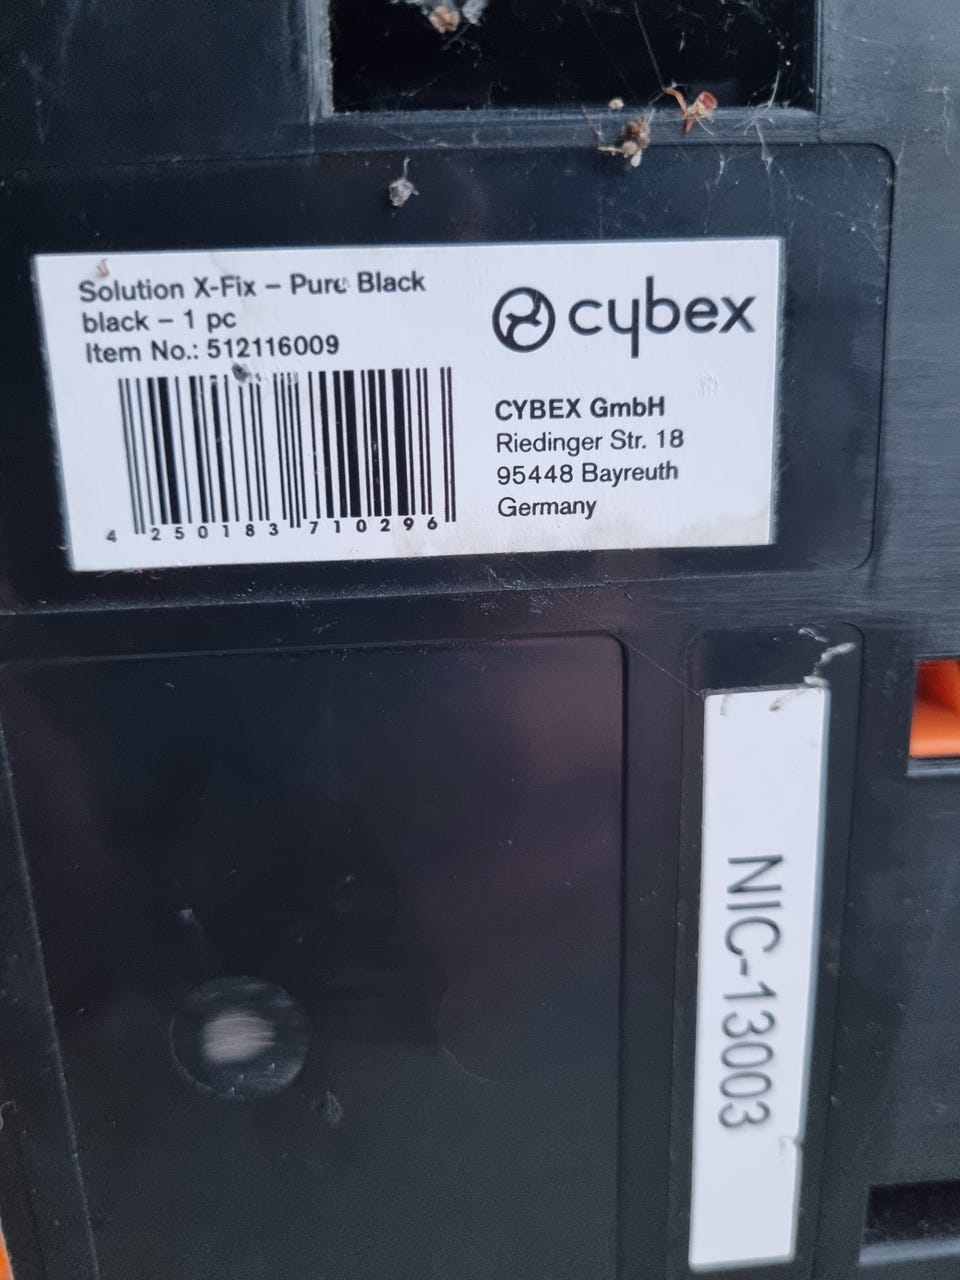 Solution X-Fix – Pure Black
black – 1 pc
Item No.: 512116009
4 250183 710296
cybex
CYBEX GmbH
Riedinger Str. 18
95448 Bayreuth
Germany
NIC-13003